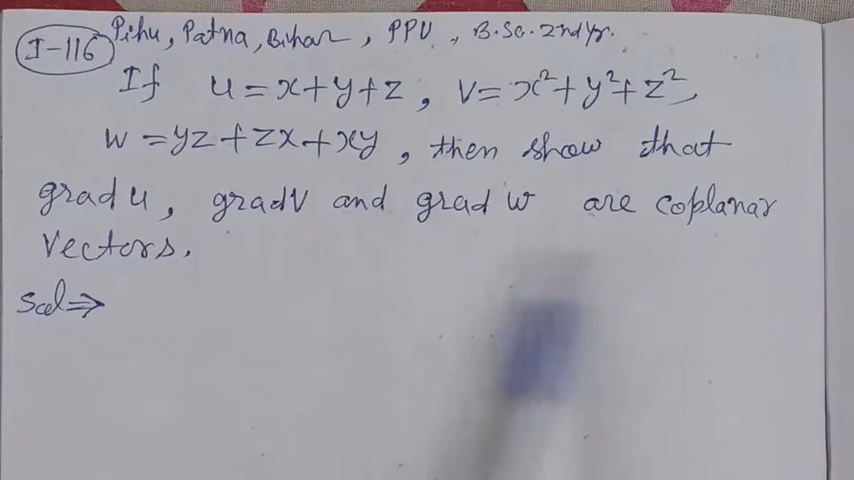 I-116 Pihu, Patna, Bihar, PPU, B.Sc. 2nd yr.
If u = x+y+z, v = x²+y²+z²,
w = yz+zx+xy, then show that
grad u, grad v and grad w are coplanar
vectors.
Sol ⇒